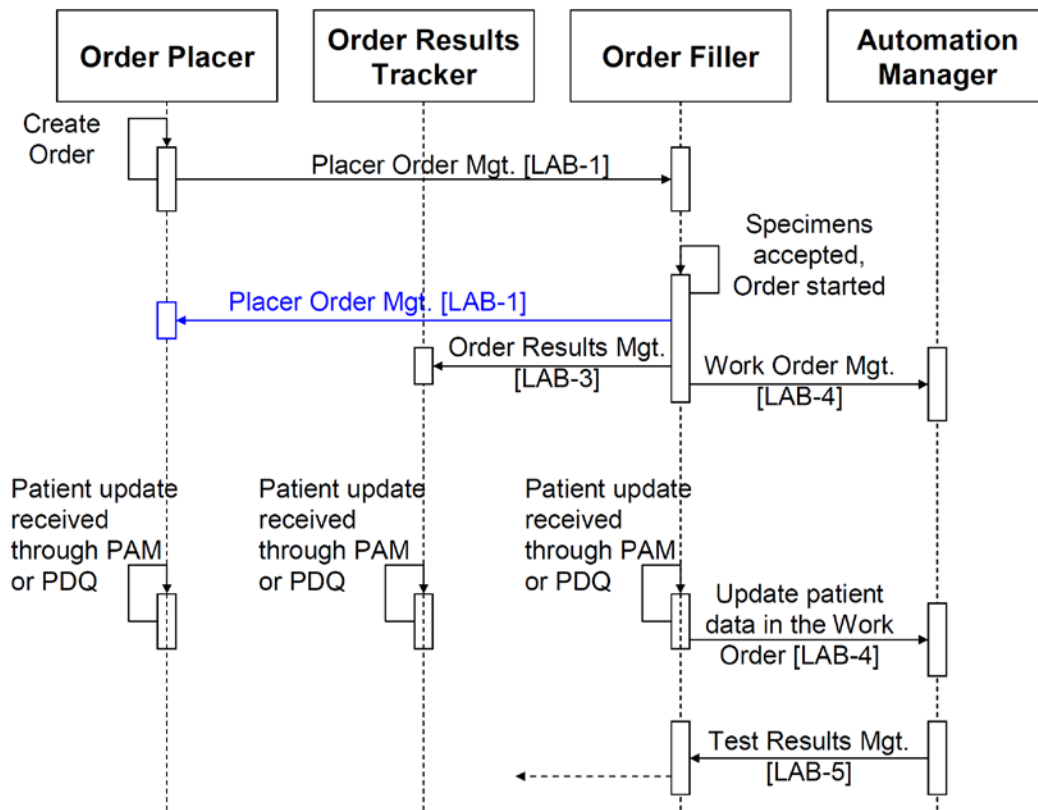 Order Placer
Order Results
Tracker
Order Filler
Automation
Manager
Create
Order
Placer Order Mgt. [LAB-1]
Specimens
accepted,
Order started
Placer Order Mgt. [LAB-1]
Order Results Mgt.
[LAB-3]
Work Order Mgt.
[LAB-4]
Patient update
received
through PAM
or PDQ
Patient update
received
through PAM
or PDQ
Patient update
received
through PAM
or PDQ
Update patient
data in the Work
Order [LAB-4]
Test Results Mgt.
[LAB-5]